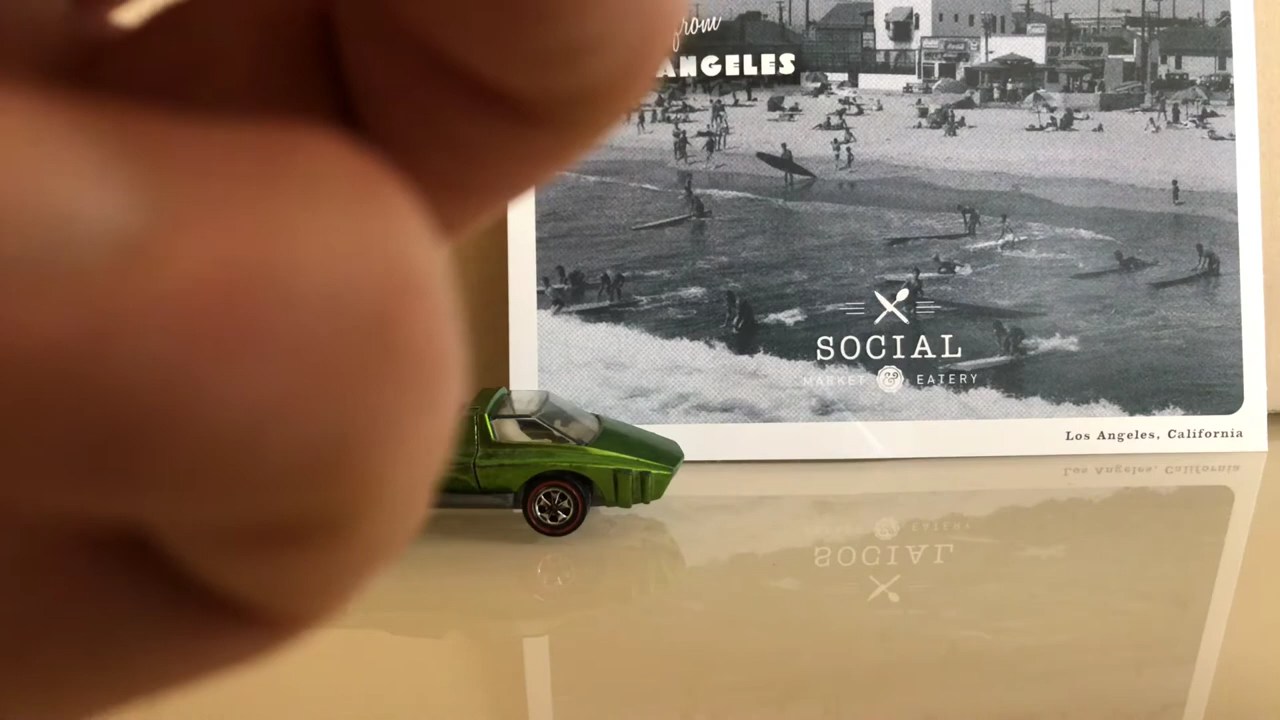 from
ANGELES
SOCIAL
MARKET & EATERY
Los Angeles, California